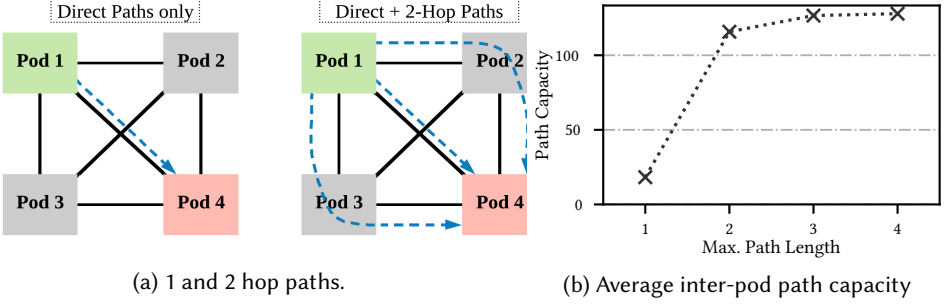 Direct Paths only
Pod 1
Pod 2
Pod 3
Pod 4
Direct + 2-Hop Paths
Pod 1
Pod 2
Pod 3
Pod 4
(a) 1 and 2 hop paths.
Path Capacity
100
50
0
1 2 3 4
Max. Path Length
(b) Average inter-pod path capacity